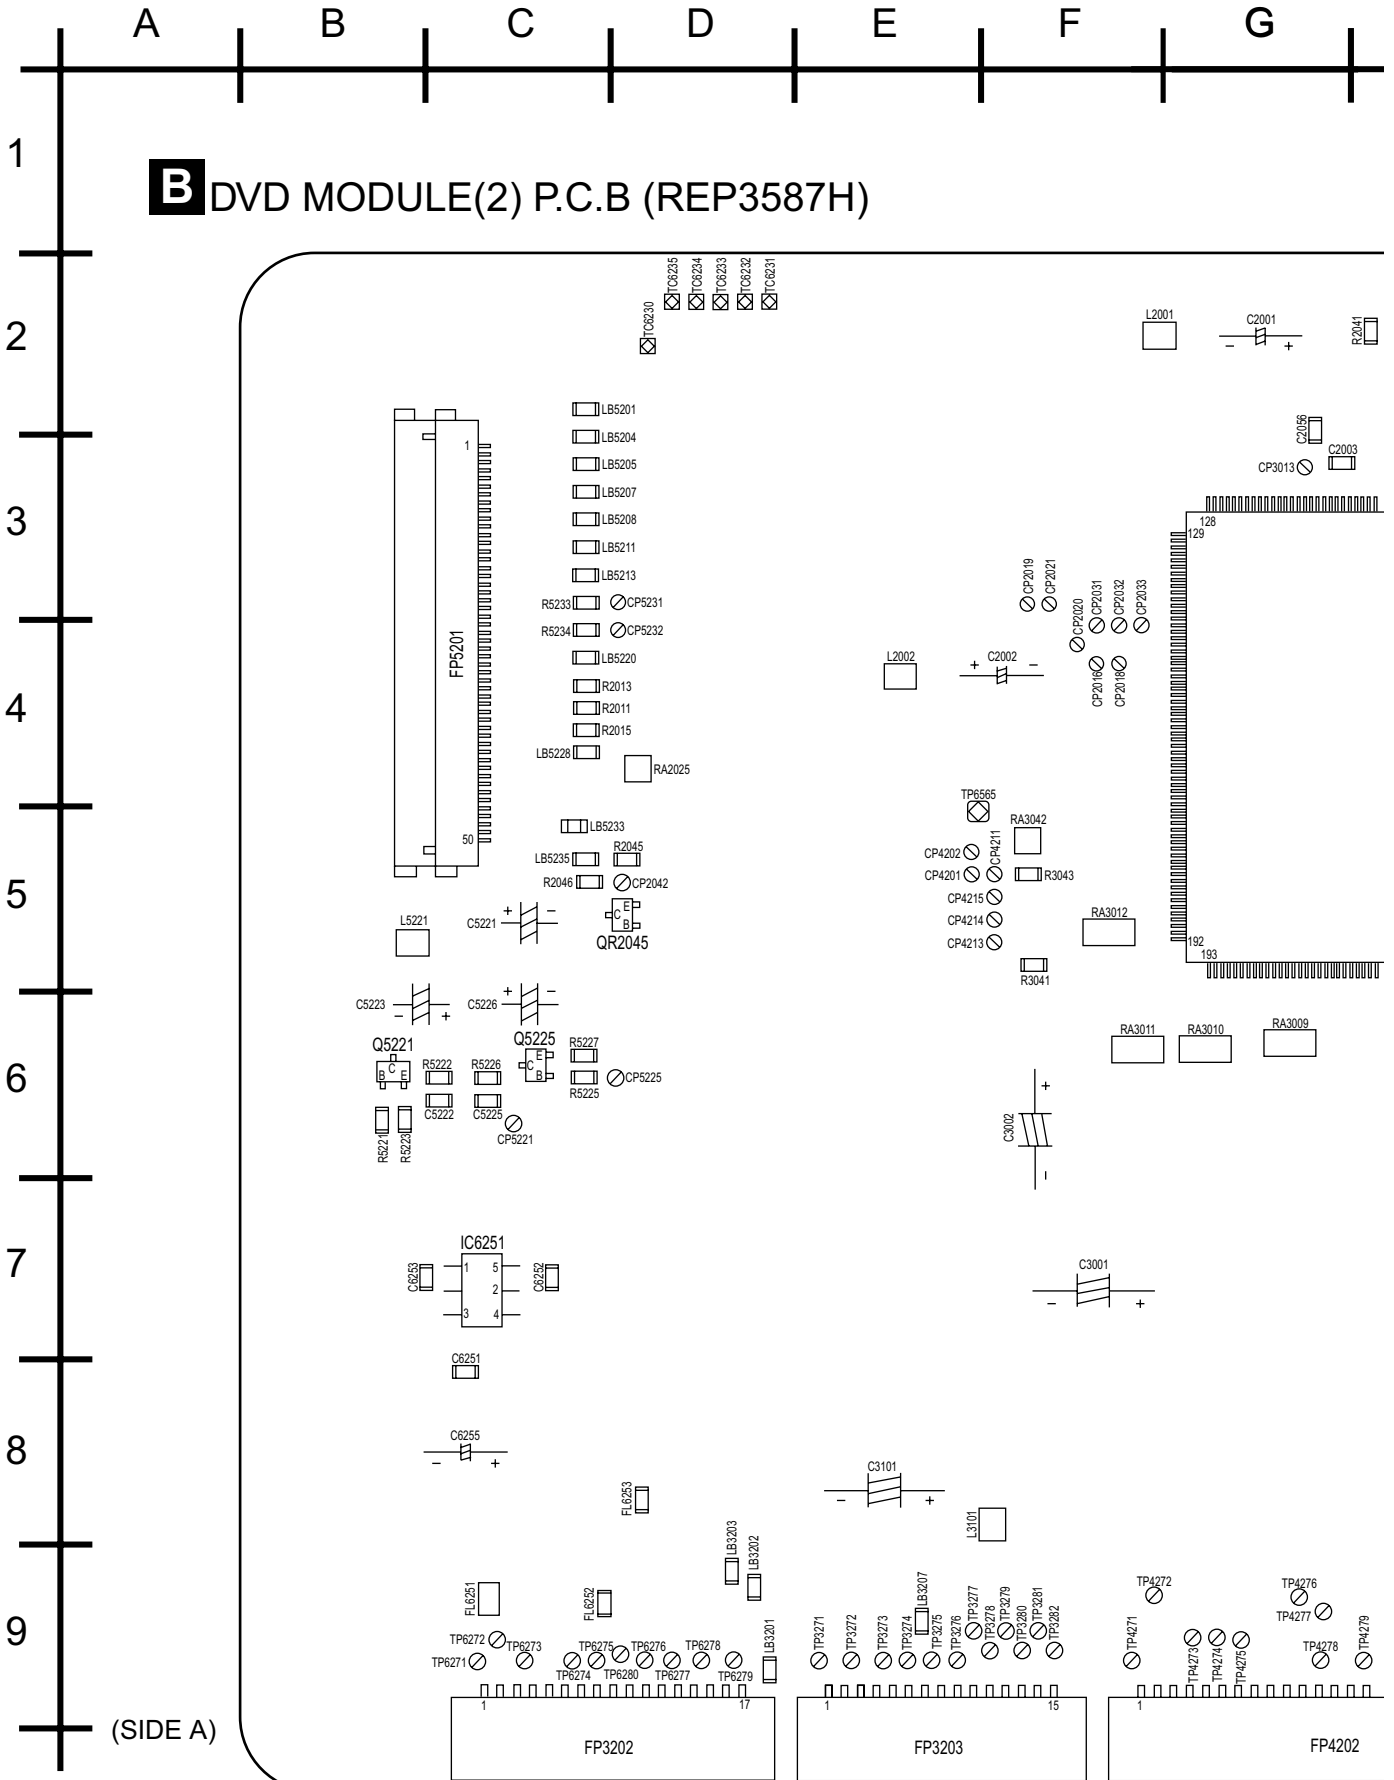 A B C D E F G
1
B DVD MODULE(2) P.C.B (REP3587H)
TC6235 TC6234 TC6233 TC6232 TC6231
TC6230
2
L2001 C2001 R2041
- +
LB5201
LB5204
C2056
C2003
LB5205
CP3013
1
LB5207
3
LB5208
128
129
LB5211
LB5213
CP2019 CP2021
R5233 CP5231
CP2020 CP2031 CP2032 CP2033
R5234 CP5232
FP5201
LB5220
L2002
+ C2002 -
CP2016 CP2018
R2013
4
R2011
R2015
LB5228
RA2025
TP6565
RA3042
LB5233
50
R2045
LB5235
CP4202 CP4211
R2046 CP2042
CP4201 R3043
5
CP4215
L5221
C5221 + -
E C B
QR2045
CP4214
RA3012
CP4213
192
193
R3041
C5223 - +
C5226 + -
Q5221
Q5225
R5227
RA3011 RA3010 RA3009
B C E
R5222 R5226
E C B
CP5225
6
R5225
+
C5222 C5225
C3002
R5221 R5223
CP5221
-
IC6251
7
C6253
1 5
2
3 4
C6252
C3001
- +
C6251
8
C6255
- +
C3101
- +
FL6253
L3101
LB3203 LB3202
FL6251 FL6252
LB3207
TP3277 TP3279 TP3281
TP4272 TP4276
TP4277
9
TP6272 TP6273 TP6275 TP6276 TP6278
LB3201
TP3271 TP3272 TP3273 TP3274 TP3275 TP3276 TP3278 TP3280 TP3282
TP4271 TP4273 TP4274 TP4275 TP4278 TP4279
TP6271 TP6274 TP6280 TP6277 TP6279
1 17 1 15 1
(SIDE A)
FP3202 FP3203 FP4202